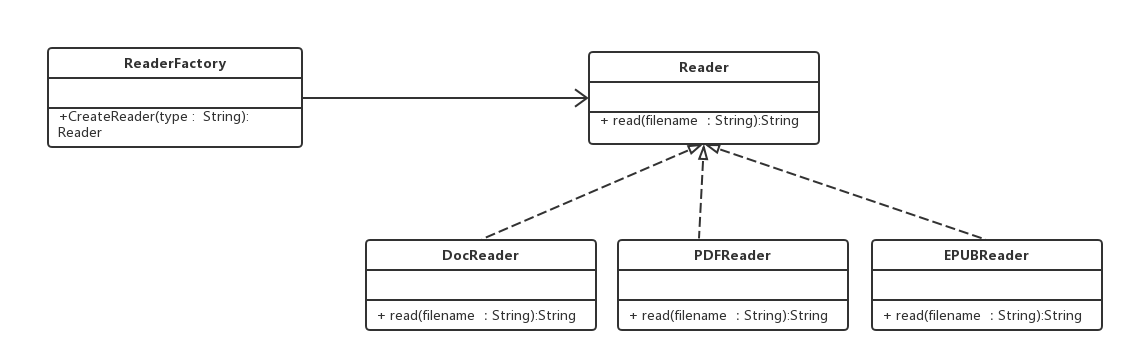 ReaderFactory
+CreateReader(type : String):
Reader
Reader
+ read(filename : String):String
DocReader
+ read(filename : String):String
PDFReader
+ read(filename : String):String
EPUBReader
+ read(filename : String):String